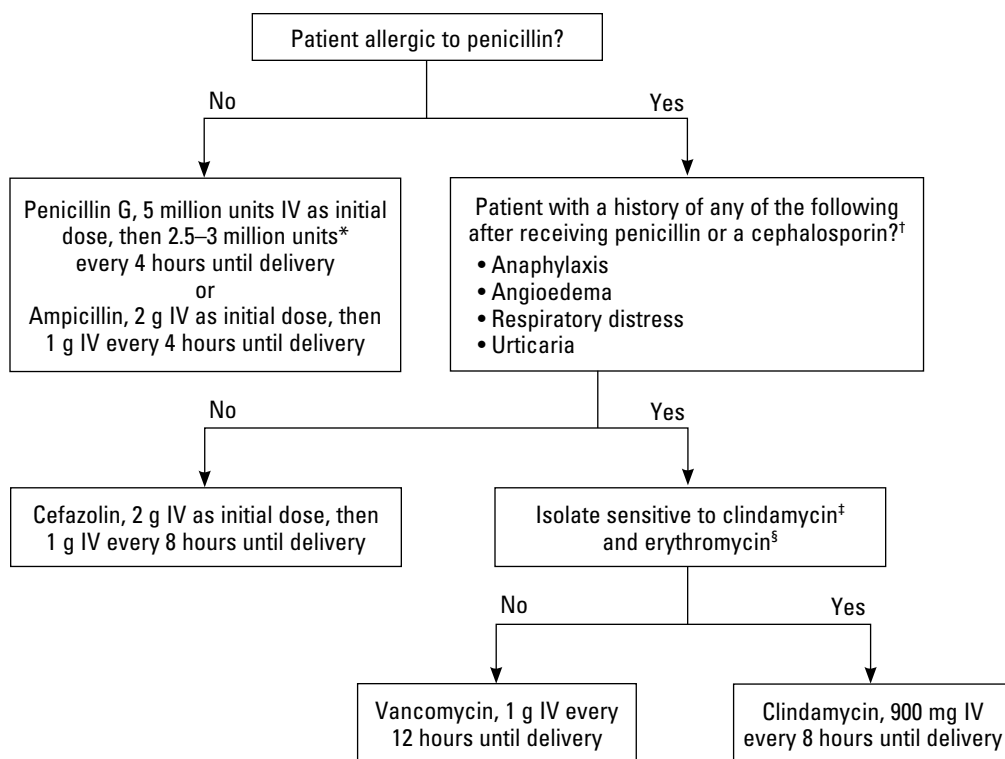 Patient allergic to penicillin?
No
Yes
Penicillin G, 5 million units IV as initial
dose, then 2.5–3 million units*
every 4 hours until delivery
or
Ampicillin, 2 g IV as initial dose, then
1 g IV every 4 hours until delivery
Patient with a history of any of the following
after receiving penicillin or a cephalosporin?†
• Anaphylaxis
• Angioedema
• Respiratory distress
• Urticaria
No
Yes
Cefazolin, 2 g IV as initial dose, then
1 g IV every 8 hours until delivery
Isolate sensitive to clindamycin‡
and erythromycin§
No
Yes
Vancomycin, 1 g IV every
12 hours until delivery
Clindamycin, 900 mg IV
every 8 hours until delivery